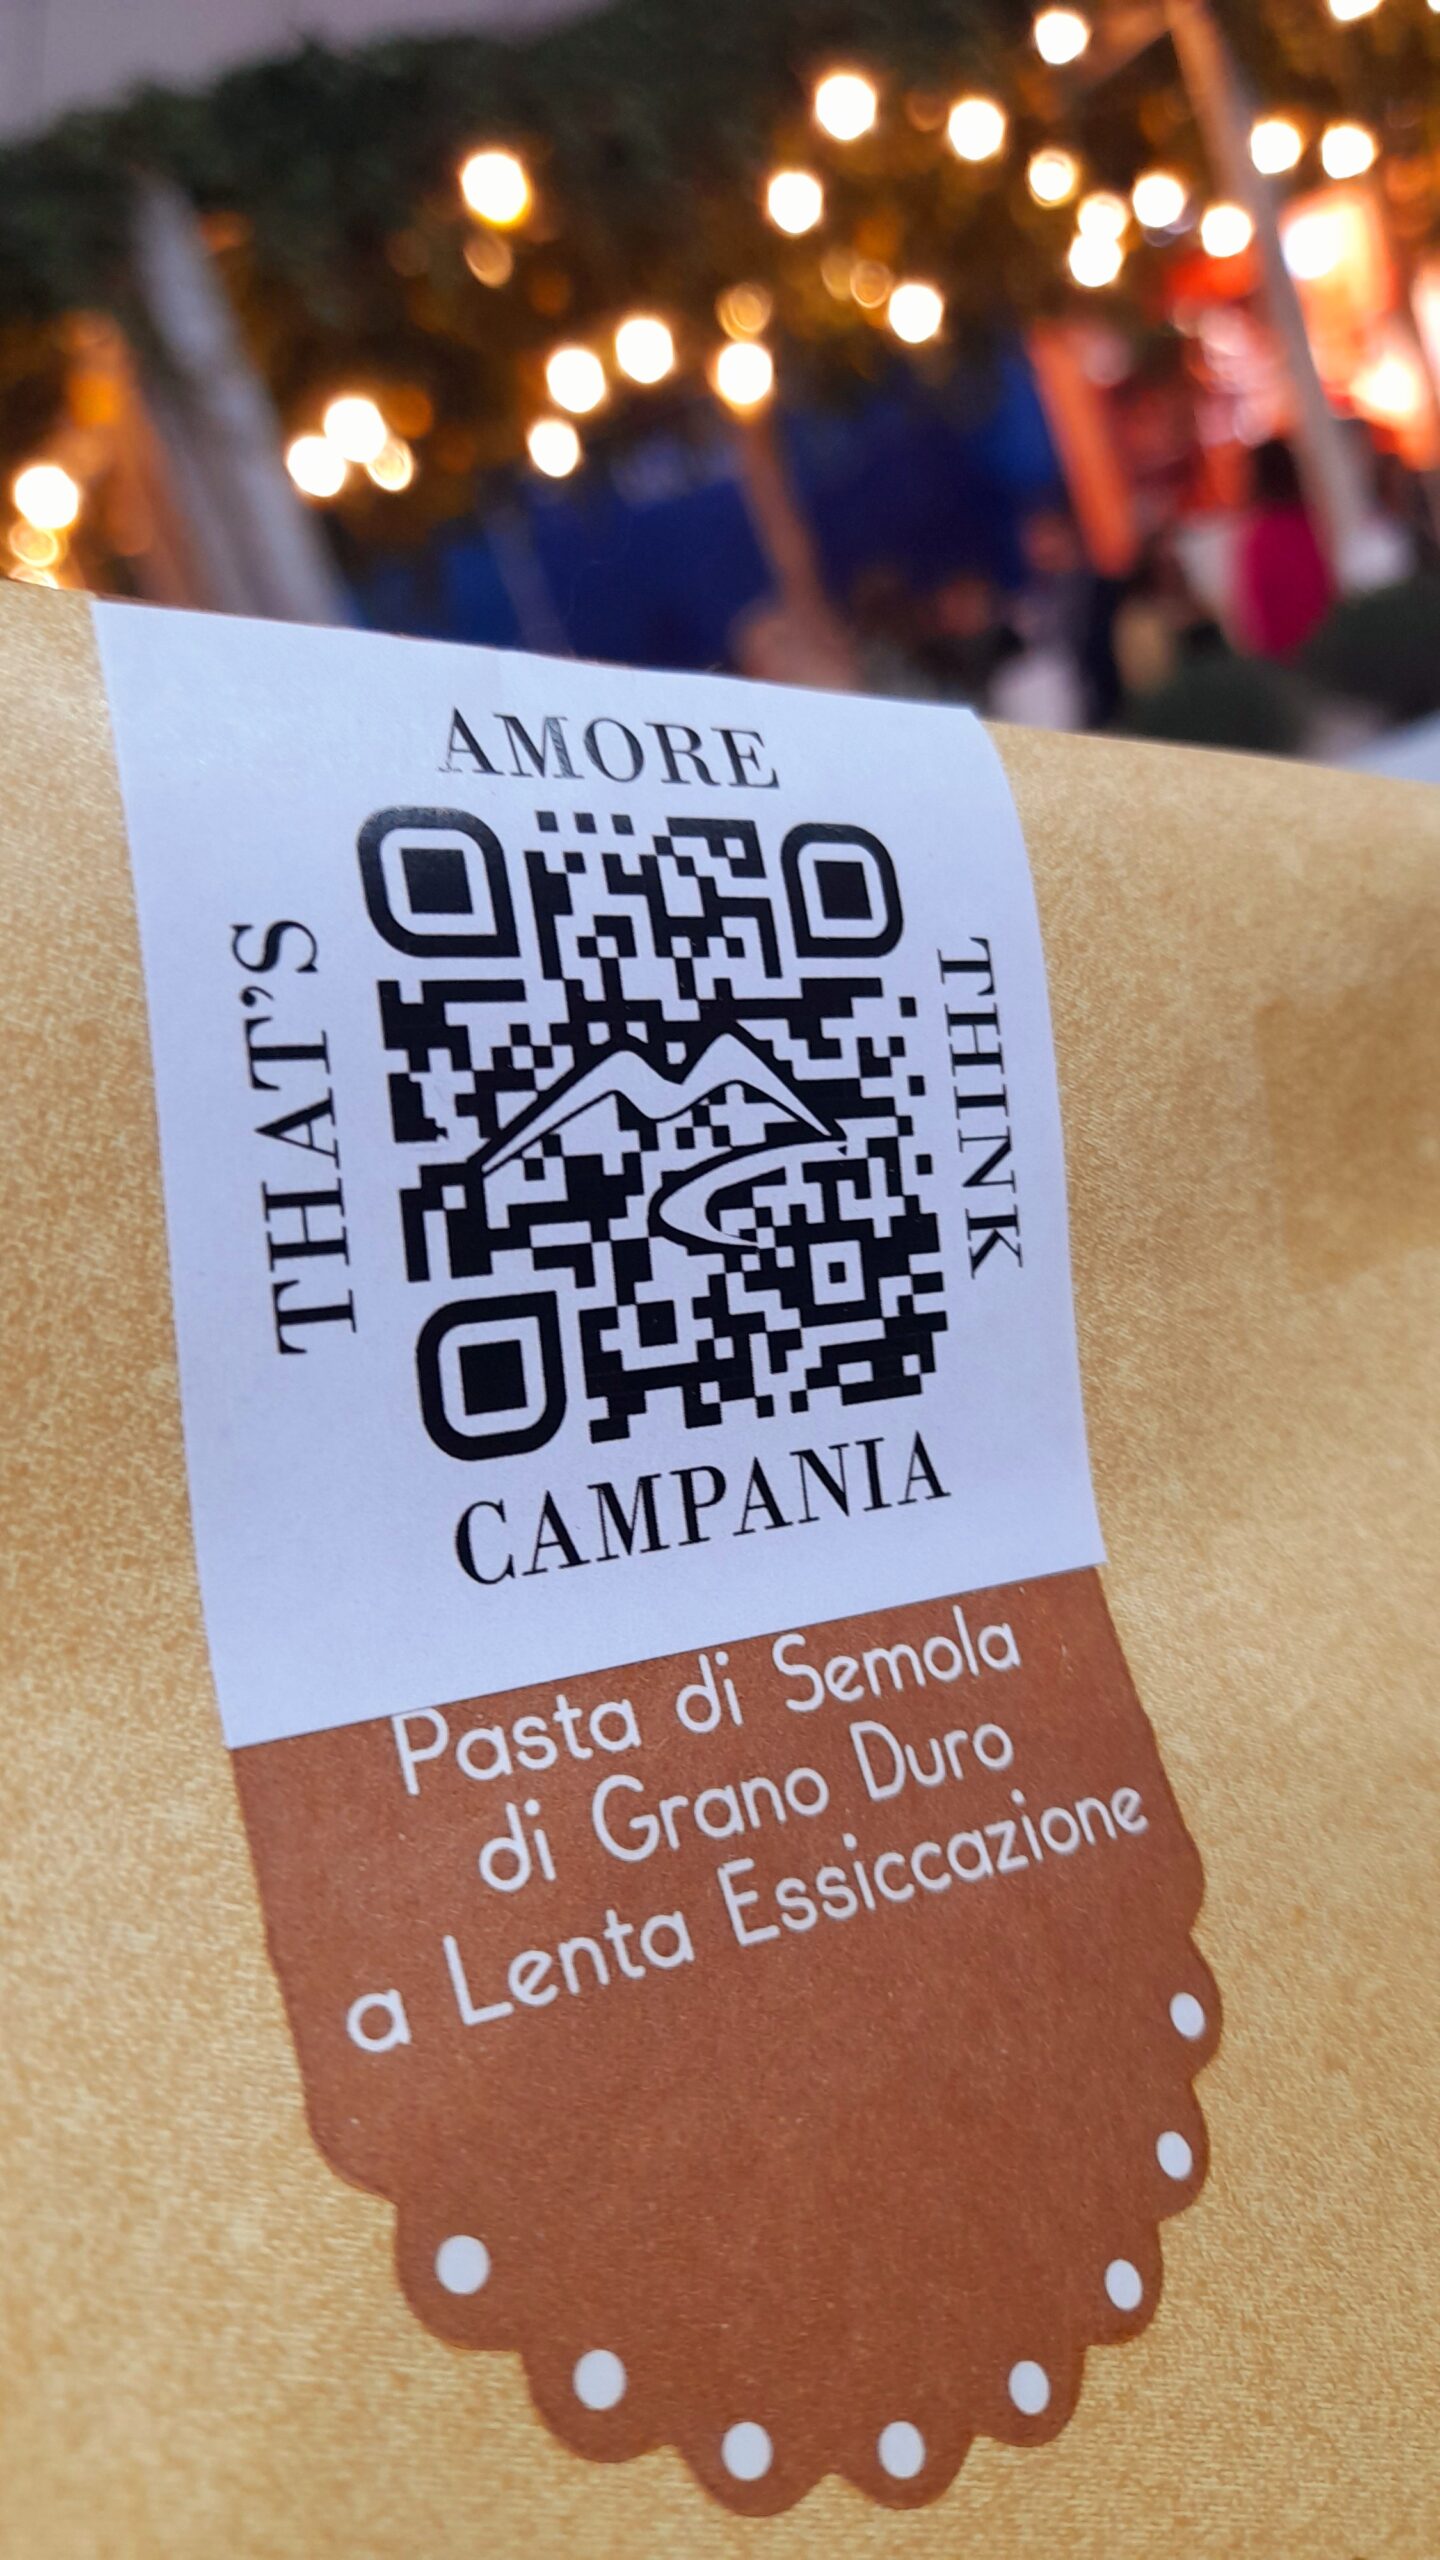 THAT'S
AMORE
THINK
CAMPANIA
Pasta di Semola
di Grano Duro
a Lenta Essiccazione